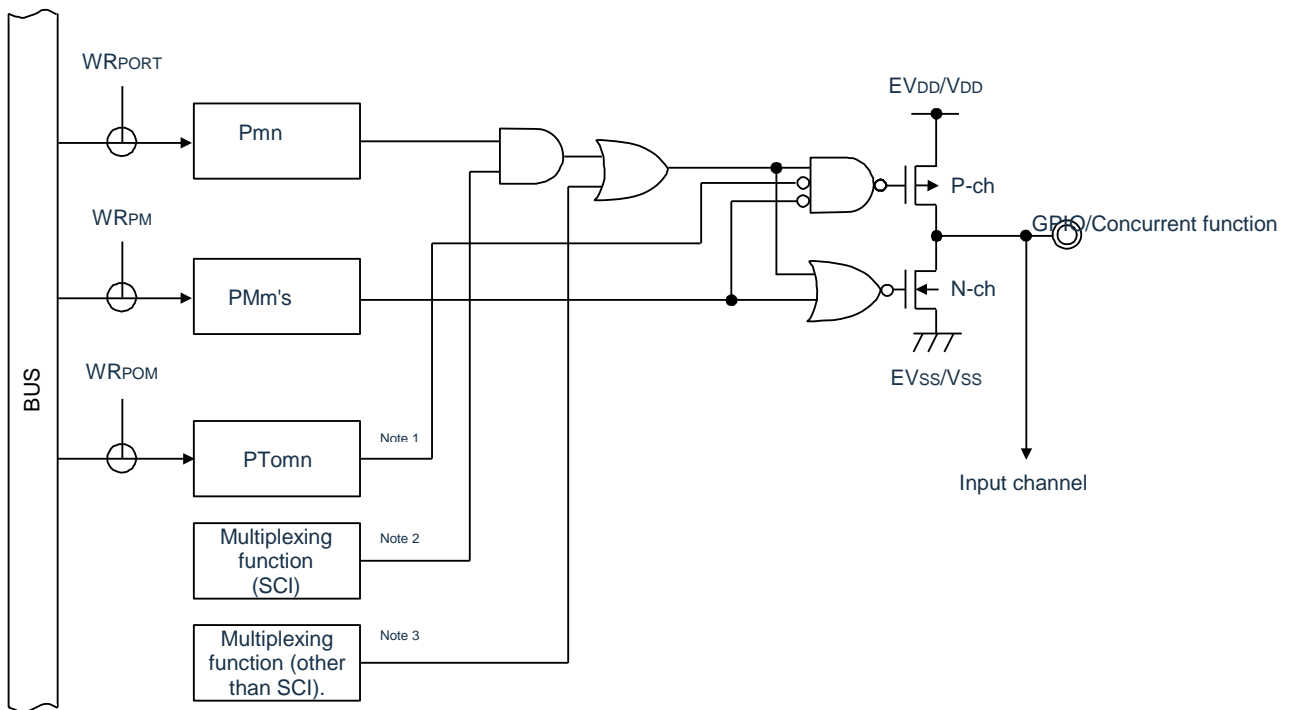 WRPORT
EVDD/VDD
Pmn
P-ch
WRPM
GPIO/Concurrent function
PMm's
N-ch
WRPOM
EVSS/VSS
BUS
Note 1
PTomn
Input channel
Multiplexing
function
(SCI)
Note 2
Multiplexing
function (other
than SCI).
Note 3